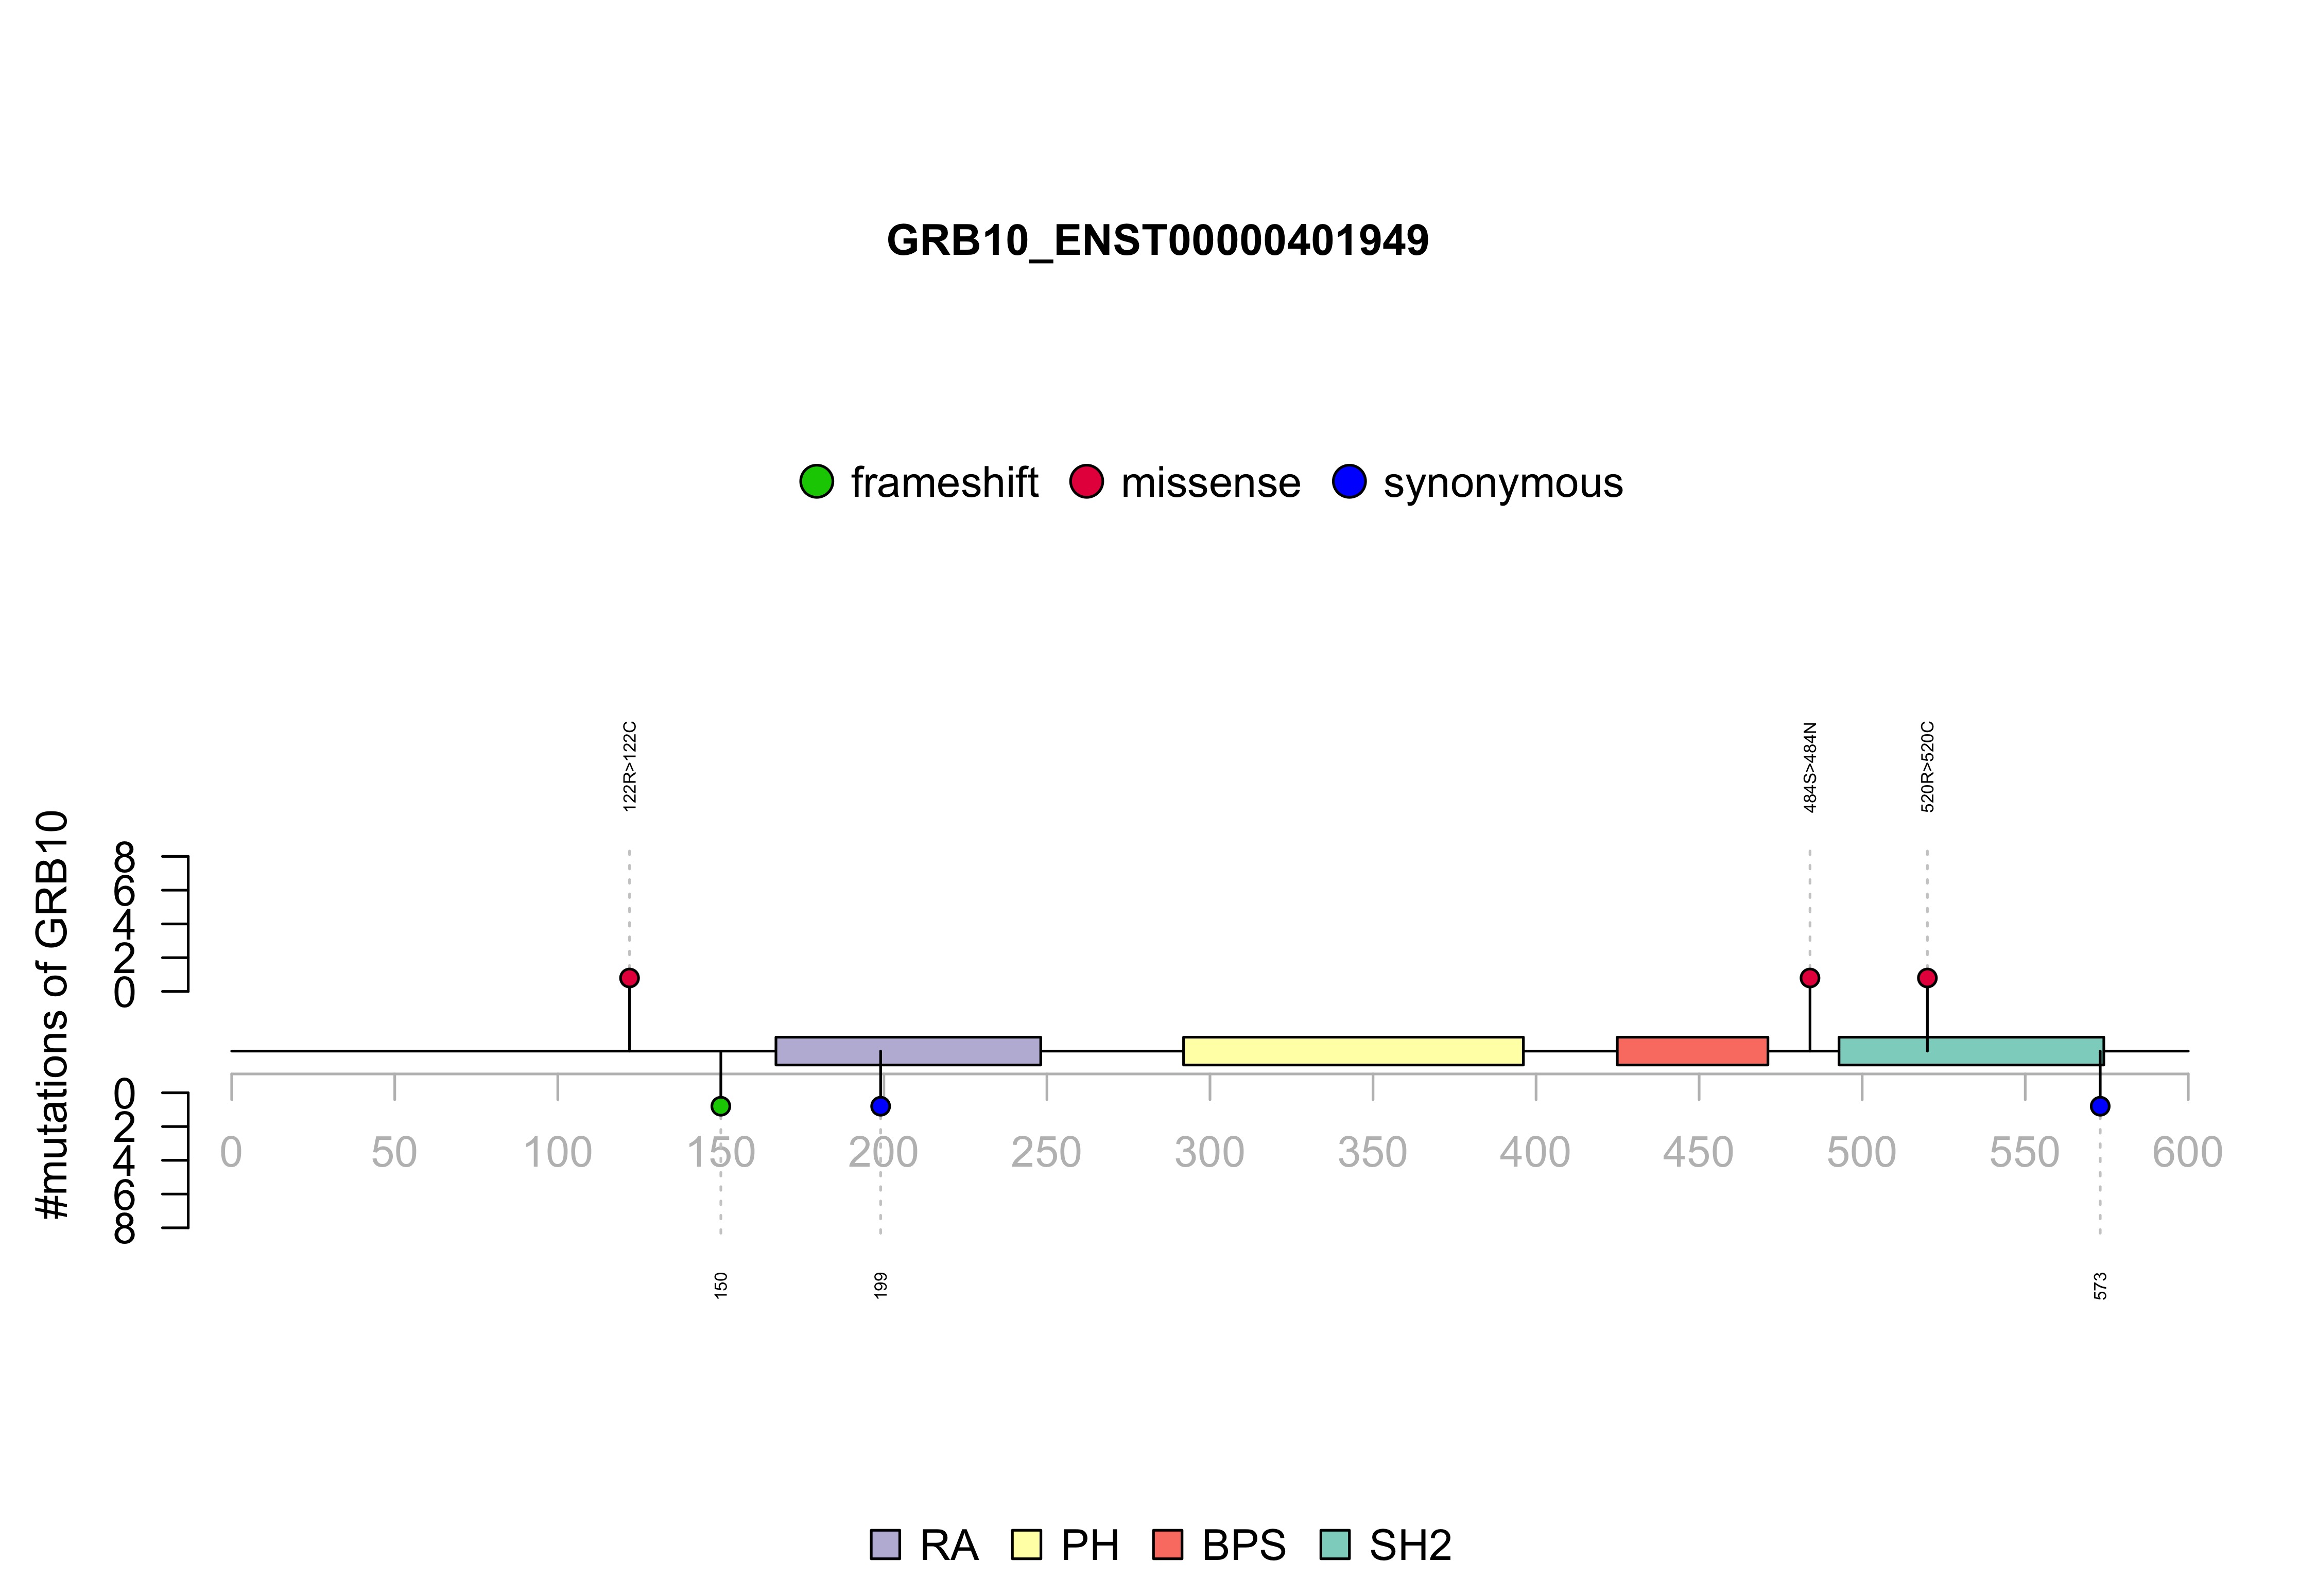 GRB10_ENST00000401949
frameshift missense synonymous
122R>122C 484S>484N 520R>520C
#mutations of GRB10
8
6
4
2
0
0
2
4
6
8
0 50 100 150 200 250 300 350 400 450 500 550 600
150 199 573
RA PH BPS SH2